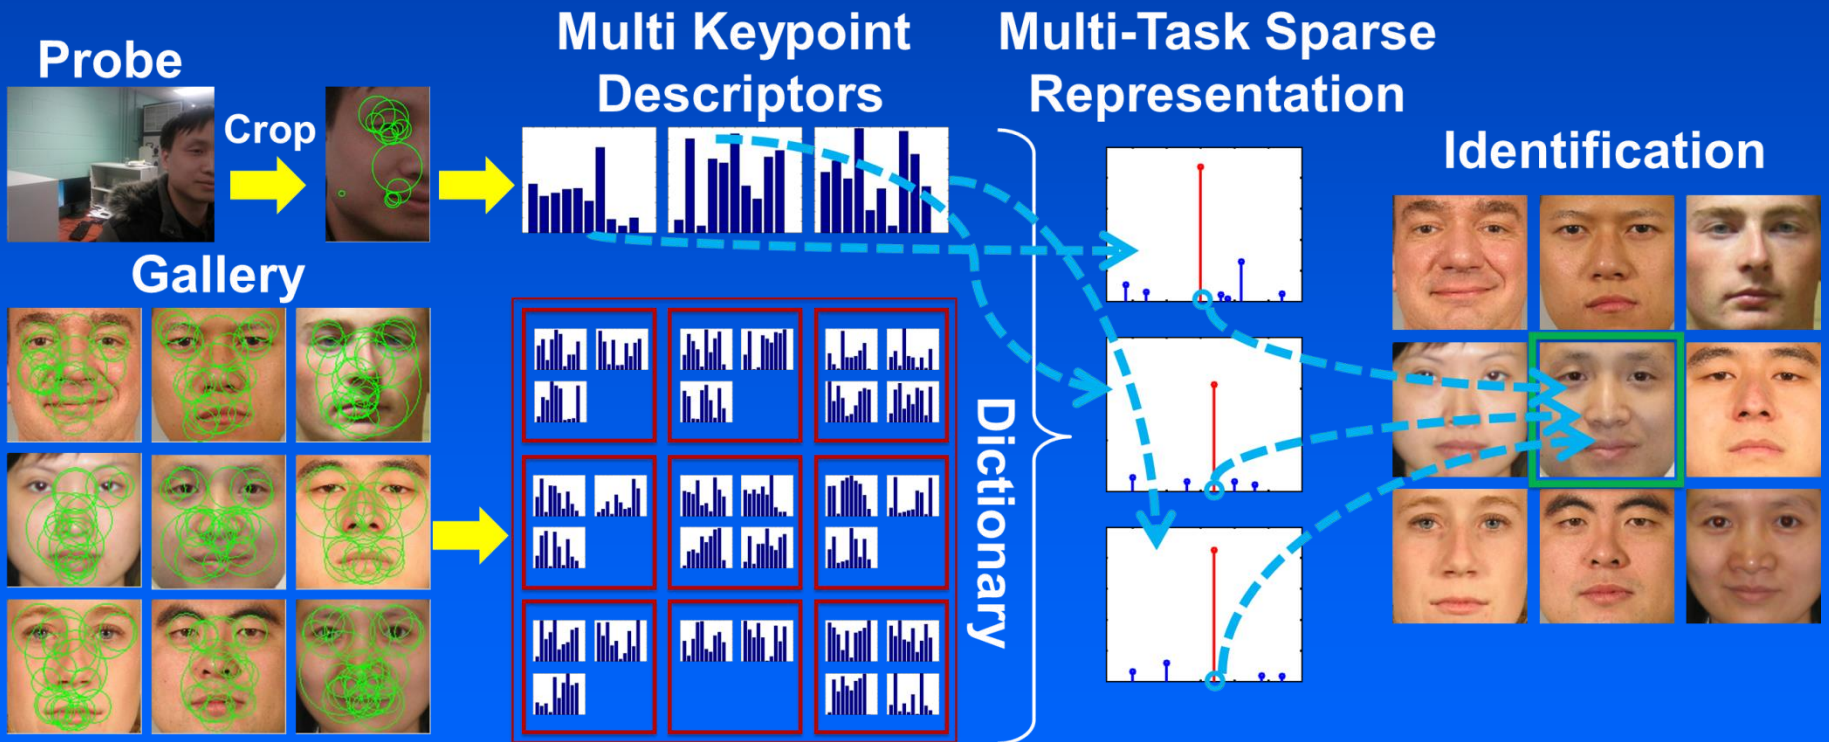 Probe
Crop
Gallery
Multi Keypoint
Descriptors
Dictionary
Multi-Task Sparse
Representation
Identification